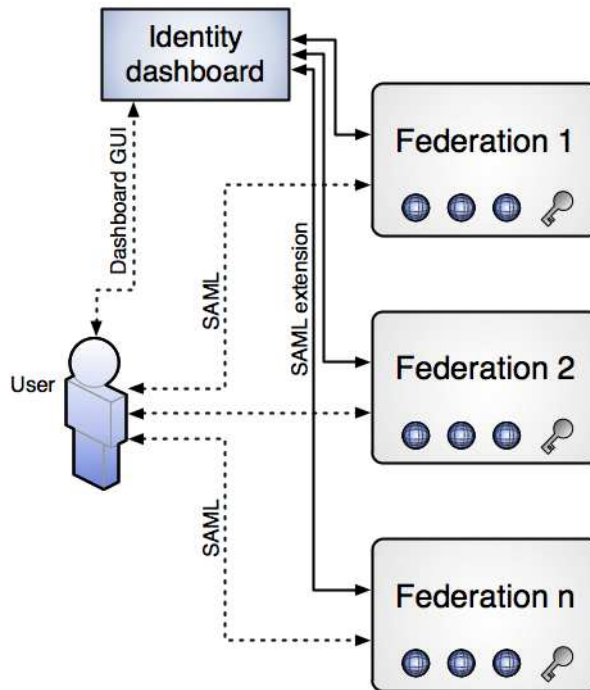 Identity
dashboard
Federation 1
Dashboard GUI
SAML
SAML extension
Federation 2
User
SAML
Federation n